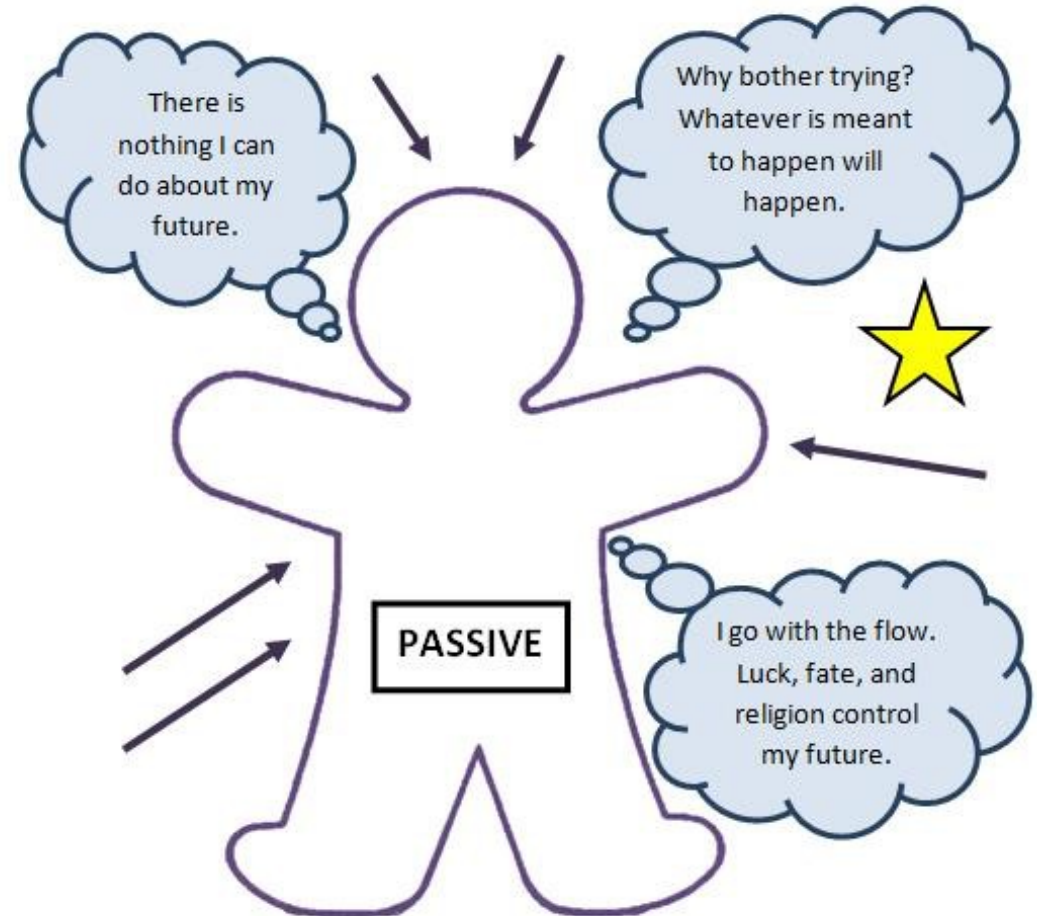 There is
nothing I can
do about my
future.
Why bother trying?
Whatever is meant
to happen will
happen.
PASSIVE
I go with the flow.
Luck, fate, and
religion control
my future.